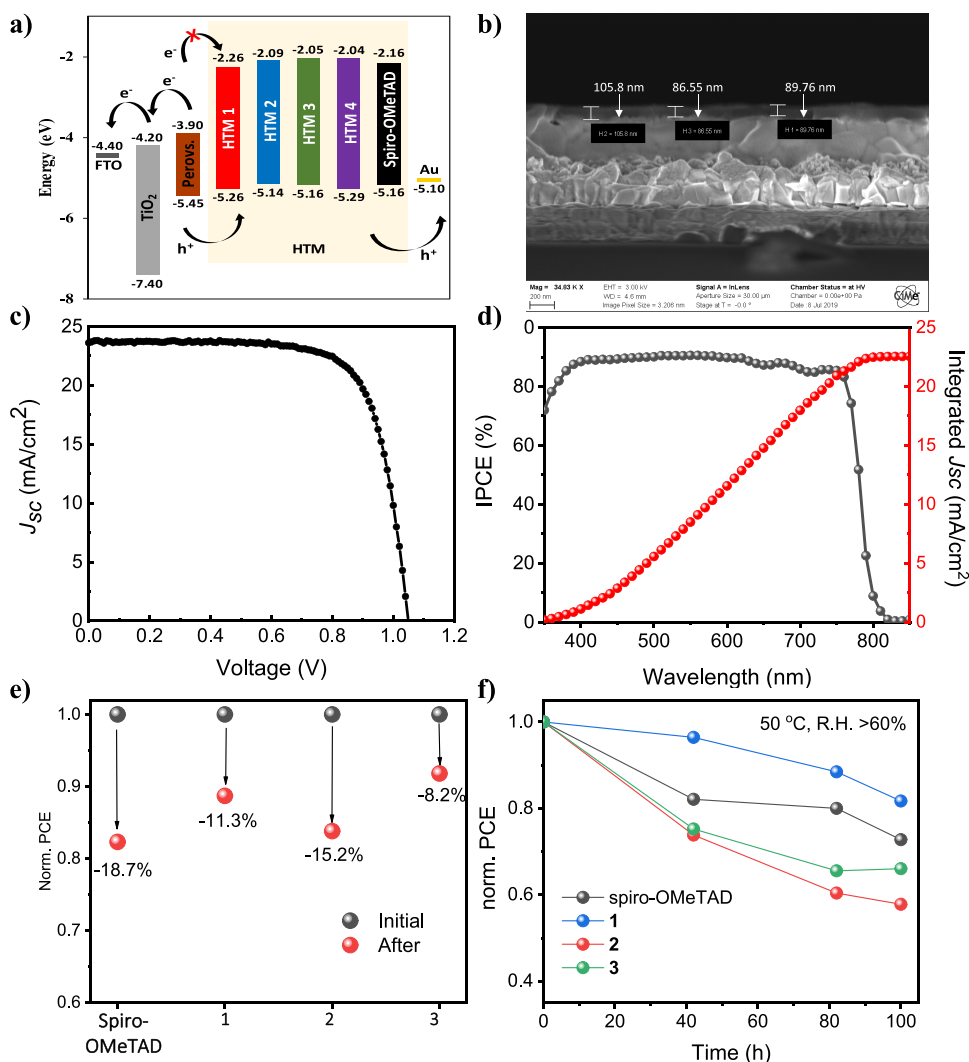 a)
e-
e-
e-
-2.26
-2.09
-2.05
-2.04
-2.16
HTM 1
HTM 2
HTM 3
HTM 4
Spiro-OMeTAD
-4.40
FTO
-4.20
TiO2
-7.40
-3.90
Perovs.
-5.45
-5.26
-5.14
-5.16
-5.29
-5.16
Au
-5.10
h+
HTM
h+
Energy (eV)
-2
-4
-6
-8
b)
105.8 nm
86.55 nm
89.76 nm
H 2 = 105.8 nm
H 3 = 86.55 nm
H 1 = 89.76 nm
Mag = 34.83 K X
200 nm
EHT = 3.00 kV
WD = 4.6 mm
Image Pixel Size = 3.206 nm
Signal A = InLens
Aperture Size = 30.00 µm
Stage at T = -0.0 °
Chamber Status = at HV
Chamber = 0.00e+00 Pa
Date :8 Jul 2019
c)
25
20
15
10
5
0
JSC (mA/cm2)
0.0 0.2 0.4 0.6 0.8 1.0 1.2
Voltage (V)
d)
0
80
60
40
20
0
IPCE (%)
25
20
15
10
5
0
Integrated Jsc (mA/cm2)
400 500 600 700 800
Wavelength (nm)
e)
1.0
0.9
0.8
0.7
0.6
Norm. PCE
-18.7%
-11.3%
-15.2%
-8.2%
Initial
After
Spiro-
OMeTAD
1 2 3
f)
50 oC, R.H. >60%
1.0
0.8
0.6
0.4
norm. PCE
spiro-OMeTAD
1
2
3
0 20 40 60 80 100
Time (h)